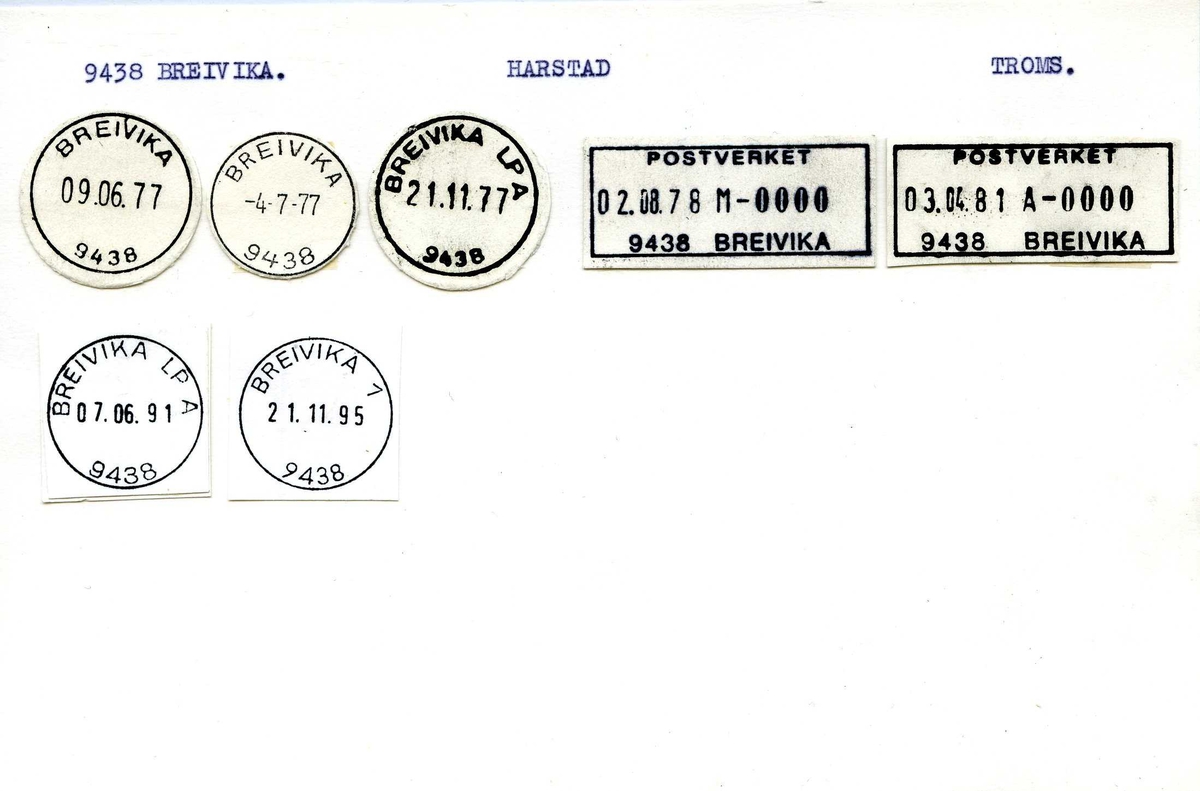 9438 BREIVIKA. HARSTAD TROMS.
BREIVIKA
09.06.77
9438
BREIVIKA
-4-7-77
9438
BREIVIKA LP A
21.11.77
9438
POSTVERKET
02.08.78 M-0000
9438 BREIVIKA
POSTVERKET
03.04.81 A-0000
9438 BREIVIKA
BREIVIKA LP A
07.06.91
9438
BREIVIKA 1
21.11.95
9438